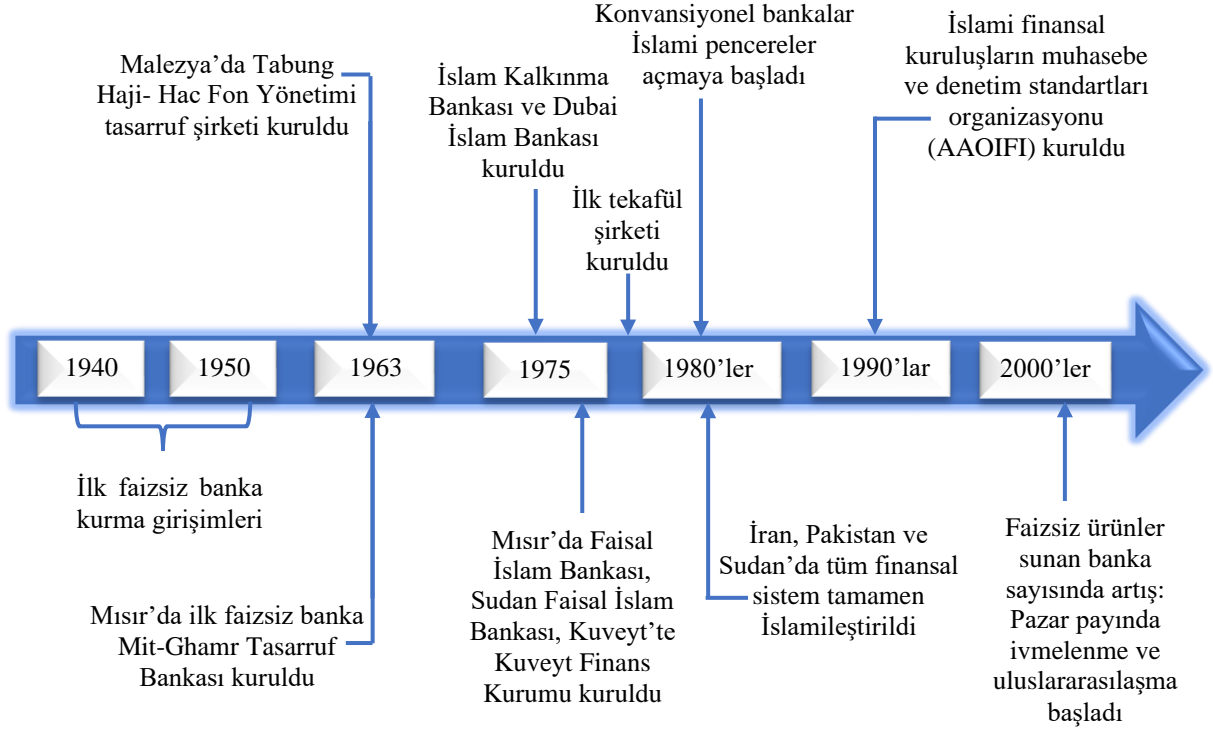 Malezya’da Tabung
Haji- Hac Fon Yönetimi
tasarruf şirketi kuruldu
İslam Kalkınma
Bankası ve Dubai
İslam Bankası
kuruldu
İlk tekafül
şirketi
kuruldu
Konvansiyonel bankalar
İslami pencereler
açmaya başladı
İslami finansal
kuruluşların muhasebe
ve denetim standartları
organizasyonu
(AAOIFI) kuruldu
1940
1950
1963
1975
1980’ler
1990’lar
2000’ler
İlk faizsiz banka
kurma girişimleri
Mısır’da ilk faizsiz banka
Mit-Ghamr Tasarruf
Bankası kuruldu
Mısır’da Faisal
İslam Bankası,
Sudan Faisal İslam
Bankası, Kuveyt’te
Kuveyt Finans
Kurumu kuruldu
İran, Pakistan ve
Sudan’da tüm finansal
sistem tamamen
İslamileştirildi
Faizsiz ürünler
sunan banka
sayısında artış:
Pazar payında
ivmelenme ve
uluslararasılaşma
başladı